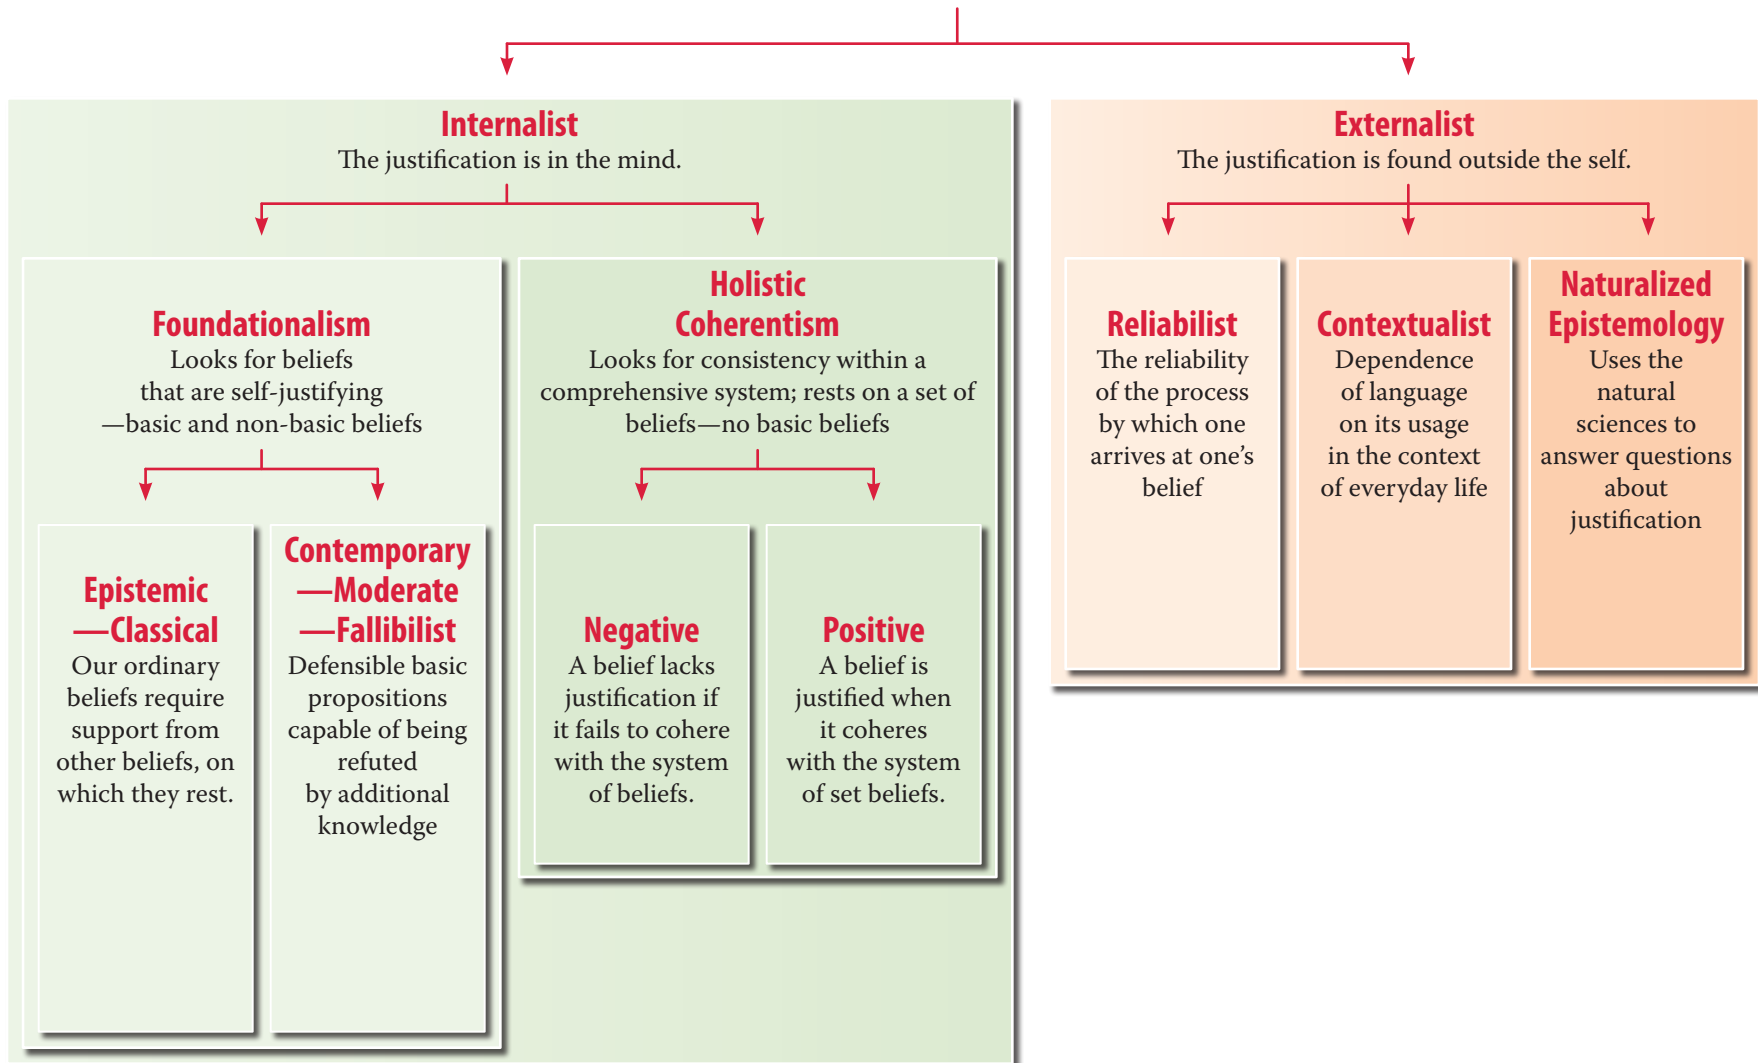 Internalist
The justification is in the mind.
Foundationalism
Looks for beliefs
that are self-justifying
—basic and non-basic beliefs
Epistemic
—Classical
Our ordinary
beliefs require
support from
other beliefs, on
which they rest.
Contemporary
—Moderate
—Fallibilist
Defensible basic
propositions
capable of being
refuted
by additional
knowledge
Holistic
Coherentism
Looks for consistency within a
comprehensive system; rests on a set of
beliefs—no basic beliefs
Negative
A belief lacks
justification if
it fails to cohere
with the system
of beliefs.
Positive
A belief is
justified when
it coheres
with the system
of set beliefs.
Externalist
The justification is found outside the self.
Reliabilist
The reliability
of the process
by which one
arrives at one’s
belief
Contextualist
Dependence
of language
on its usage
in the context
of everyday life
Naturalized
Epistemology
Uses the
natural
sciences to
answer questions
about
justification